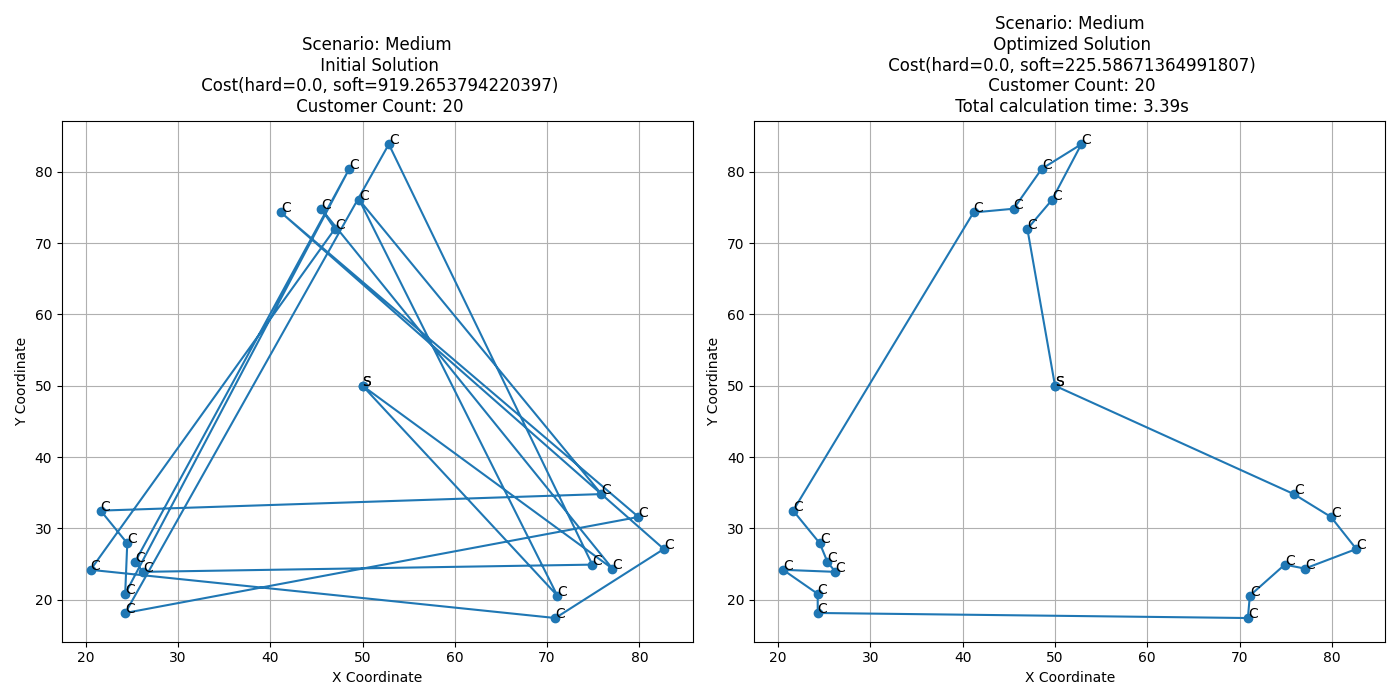 Scenario: Medium
Initial Solution
Cost(hard=0.0, soft=919.2653794220397)
Customer Count: 20
Y Coordinate
80
70
60
50
40
30
20
C
C
C
C
C
C
S
C
C
C
C
C
C
C
C
C
C
C
C
C
C
20
30
40
50
60
70
80
X Coordinate
Scenario: Medium
Optimized Solution
Cost(hard=0.0, soft=225.58671364991807)
Customer Count: 20
Total calculation time: 3.39s
Y Coordinate
80
70
60
50
40
30
20
C
C
C
C
C
C
S
C
C
C
C
C
C
C
C
C
C
C
C
C
C
20
30
40
50
60
70
80
X Coordinate